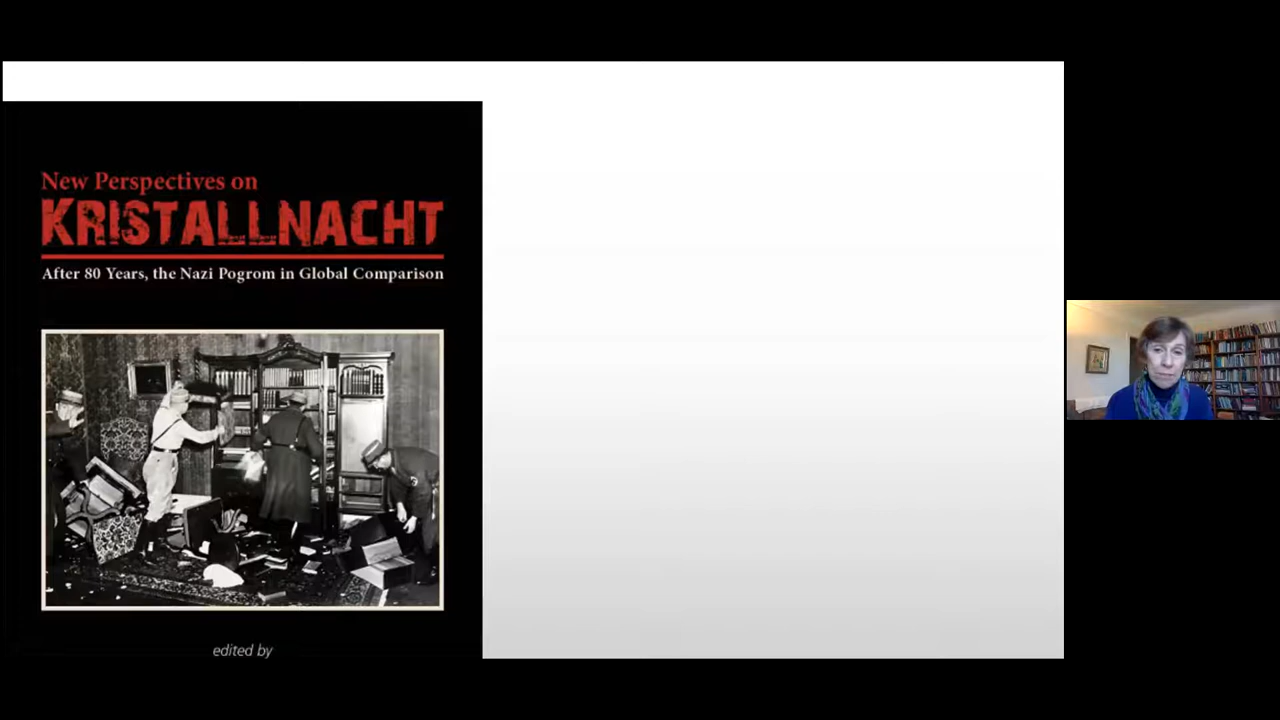 New Perspectives on
KRISTALLNACHT
After 80 Years, the Nazi Pogrom in Global Comparison
edited by